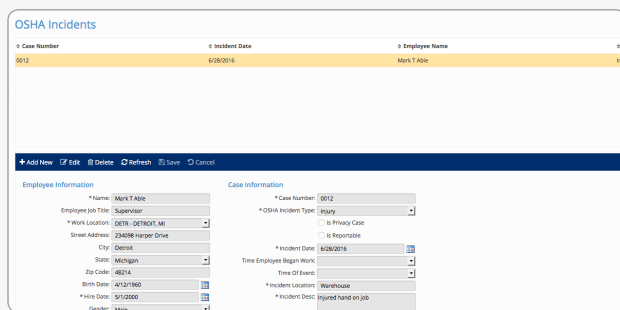 OSHA Incidents
Case Number Incident Date Employee Name
0012 6/28/2016 Mark T Able
Add New Edit Delete Refresh Save Cancel
Employee Information Case Information
* Name: Mark T Able * Case Number: 0012
Employee Job Title: Supervisor * OSHA Incident Type: Injury
* Work Location: DETR - DETROIT, MI Is Privacy Case
Street Address: 234098 Harper Drive Is Reportable
City: Detroit * Incident Date: 6/28/2016
State: Michigan Time Employee Began Work:
Zip Code: 48214 Time Of Event:
Birth Date: 4/12/1960 * Incident Location: Warehouse
* Hire Date: 5/1/2000 * Incident Desc: Injured hand on job
Gender: Male